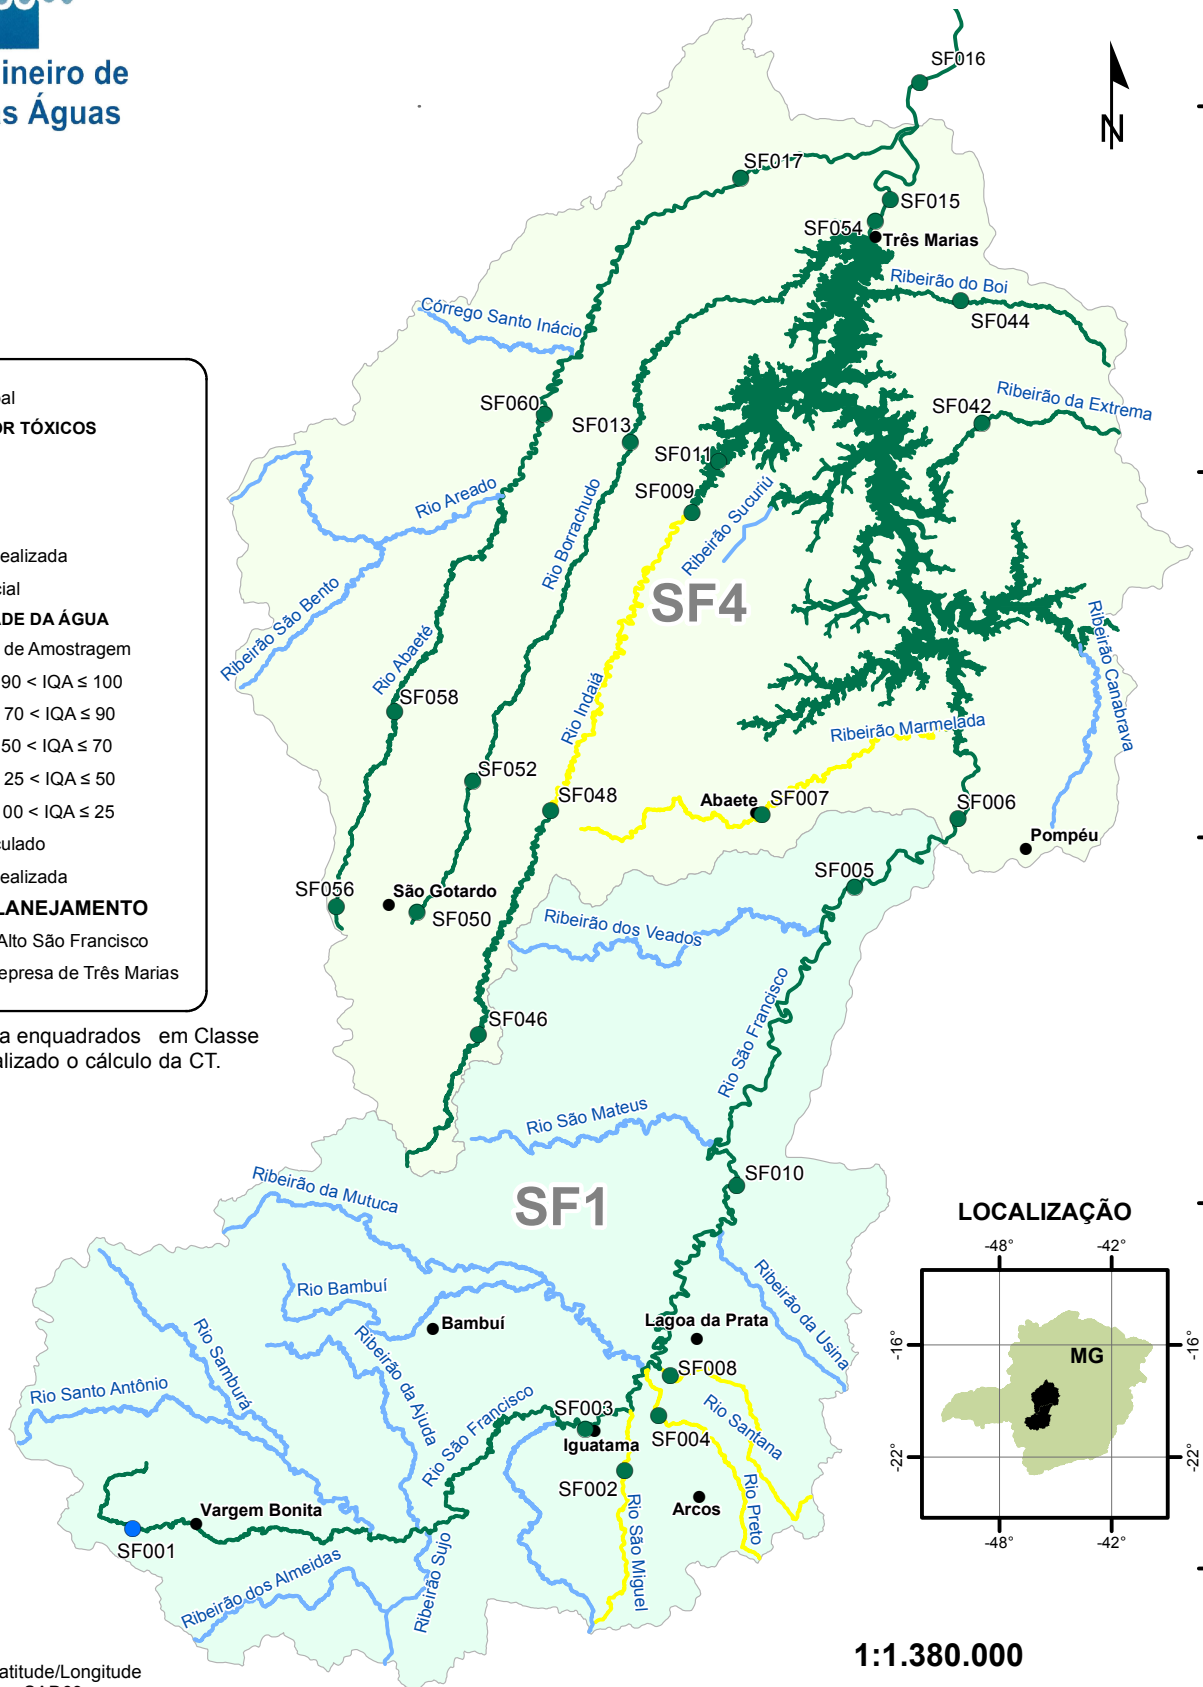 ineiro de
s Águas
N
SF016
SF017
SF015
SF054
Três Marias
Ribeirão do Boi
SF044
Córrego Santo Inácio
Ribeirão da Extrema
SF060
SF042
SF013
SF011
SF009
Rio Areado
Rio Borrachudo
Ribeirão Sucuriú
SF4
Ribeirão São Bento
Rio Abaeté
Rio Indaiá
Ribeirão Canabrava
SF058
Ribeirão Marmelada
SF052
SF048
Abaete
SF007
SF006
Pompéu
SF005
SF056
São Gotardo
SF050
Ribeirão dos Veados
Rio São Francisco
SF046
Rio São Mateus
SF010
Ribeirão da Mutuca
SF1
Rio Bambuí
Bambuí
Lagoa da Prata
Ribeirão da Usina
Rio Samburá
Ribeirão da Ajuda
SF008
Rio Santo Antônio
Rio São Francisco
SF003
Iguatama
SF004
Rio Santana
SF002
Arcos
Rio Preto
Vargem Bonita
SF001
Ribeirão dos Almeidas
Ribeirão Sujo
Rio São Miguel
al
OR TÓXICOS
ealizada
cial
ADE DA ÁGUA
de Amostragem
90 < IQA ≤ 100
70 < IQA ≤ 90
50 < IQA ≤ 70
25 < IQA ≤ 50
00 < IQA ≤ 25
culado
ealizada
LANEJAMENTO
Alto São Francisco
epresa de Três Marias
a enquadrados em Classe
alizado o cálculo da CT.
LOCALIZAÇÃO
-48°
-42°
-16°
-16°
MG
-22°
-22°
-48°
-42°
1:1.380.000
atitude/Longitude